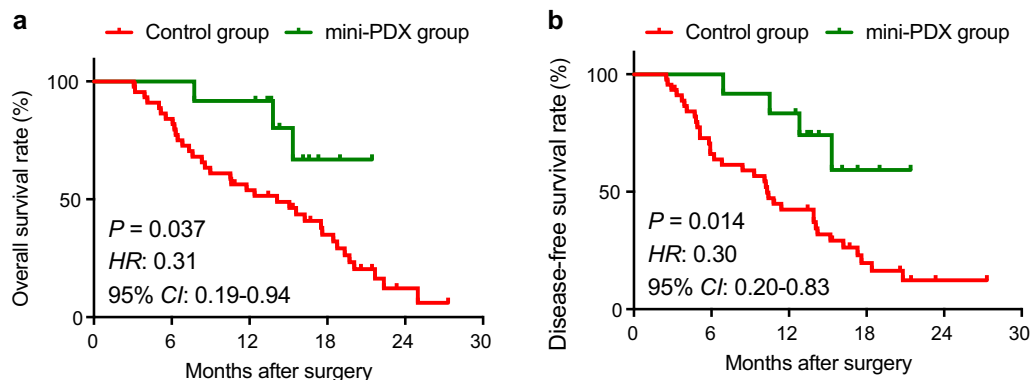 a
Control group mini-PDX group
Overall survival rate (%)
100
50
0
P = 0.037
HR: 0.31
95% CI: 0.19-0.94
0 6 12 18 24 30
Months after surgery
b
Control group mini-PDX group
Disease-free survival rate (%)
100
50
0
P = 0.014
HR: 0.30
95% CI: 0.20-0.83
0 6 12 18 24 30
Months after surgery